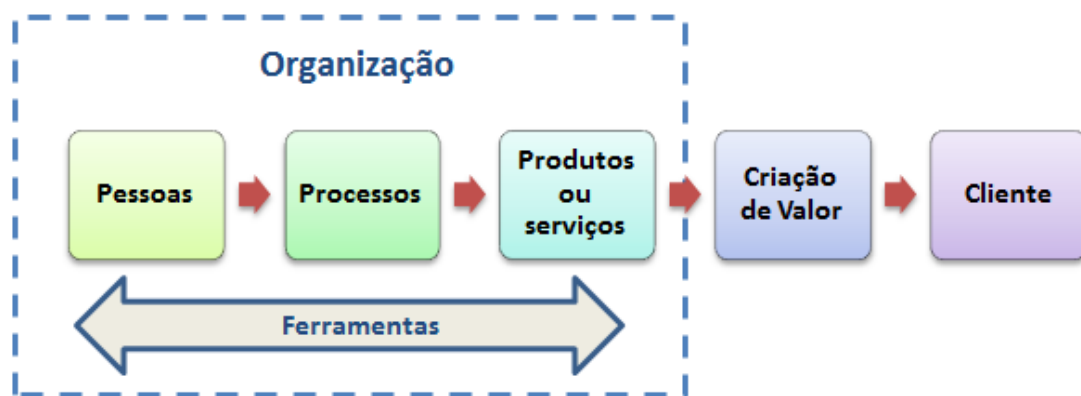 Organização
Pessoas
Processos
Produtos
ou
serviços
Criação
de Valor
Cliente
Ferramentas